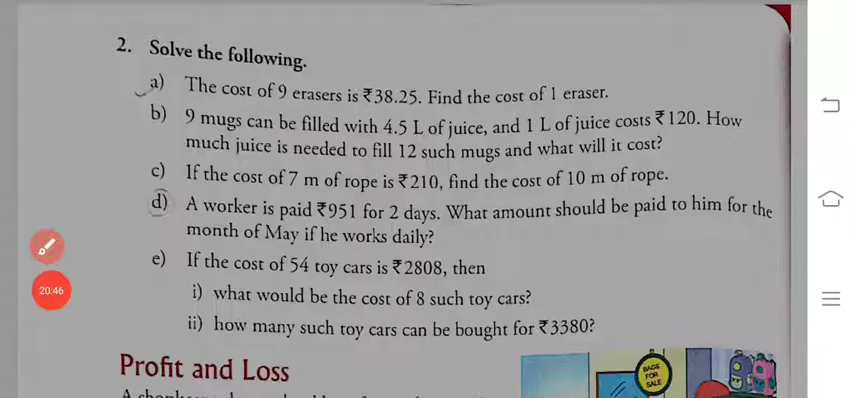 2. Solve the following.
a) The cost of 9 erasers is ₹38.25. Find the cost of 1 eraser.
b) 9 mugs can be filled with 4.5 L of juice, and 1 L of juice costs ₹120. How
much juice is needed to fill 12 such mugs and what will it cost?
c) If the cost of 7 m of rope is ₹210, find the cost of 10 m of rope.
d) A worker is paid ₹951 for 2 days. What amount should be paid to him for the
month of May if he works daily?
e) If the cost of 54 toy cars is ₹2808, then
i) what would be the cost of 8 such toy cars?
ii) how many such toy cars can be bought for ₹3380?
20:46
Profit and Loss
BAGS
FOR
SALE